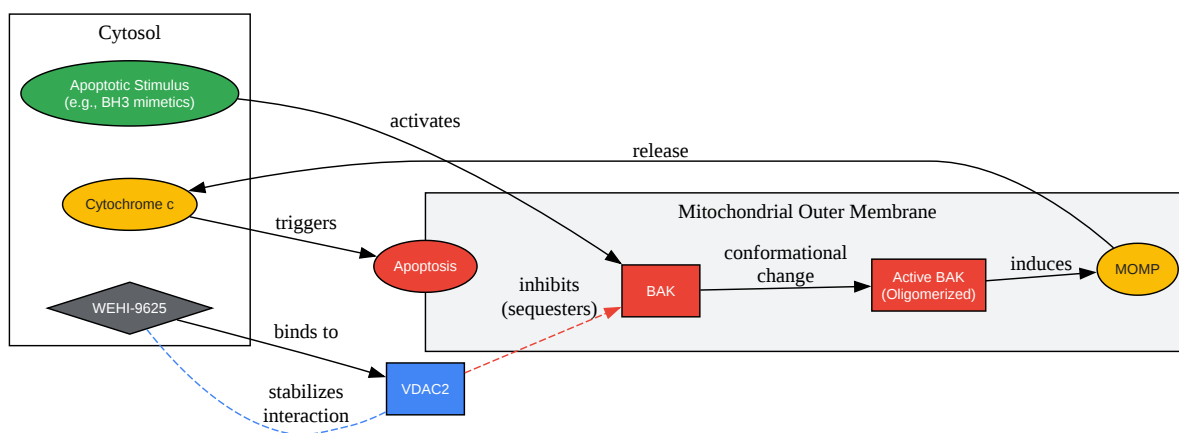 Cytosol
Apoptotic Stimulus
(e.g., BH3 mimetics)
activates
release
Cytochrome c
triggers
Mitochondrial Outer Membrane
Apoptosis
inhibits
(sequesters)
BAK
conformational
change
Active BAK
(Oligomerized)
induces
MOMP
WEHI-9625
binds to
VDAC2
stabilizes
interaction